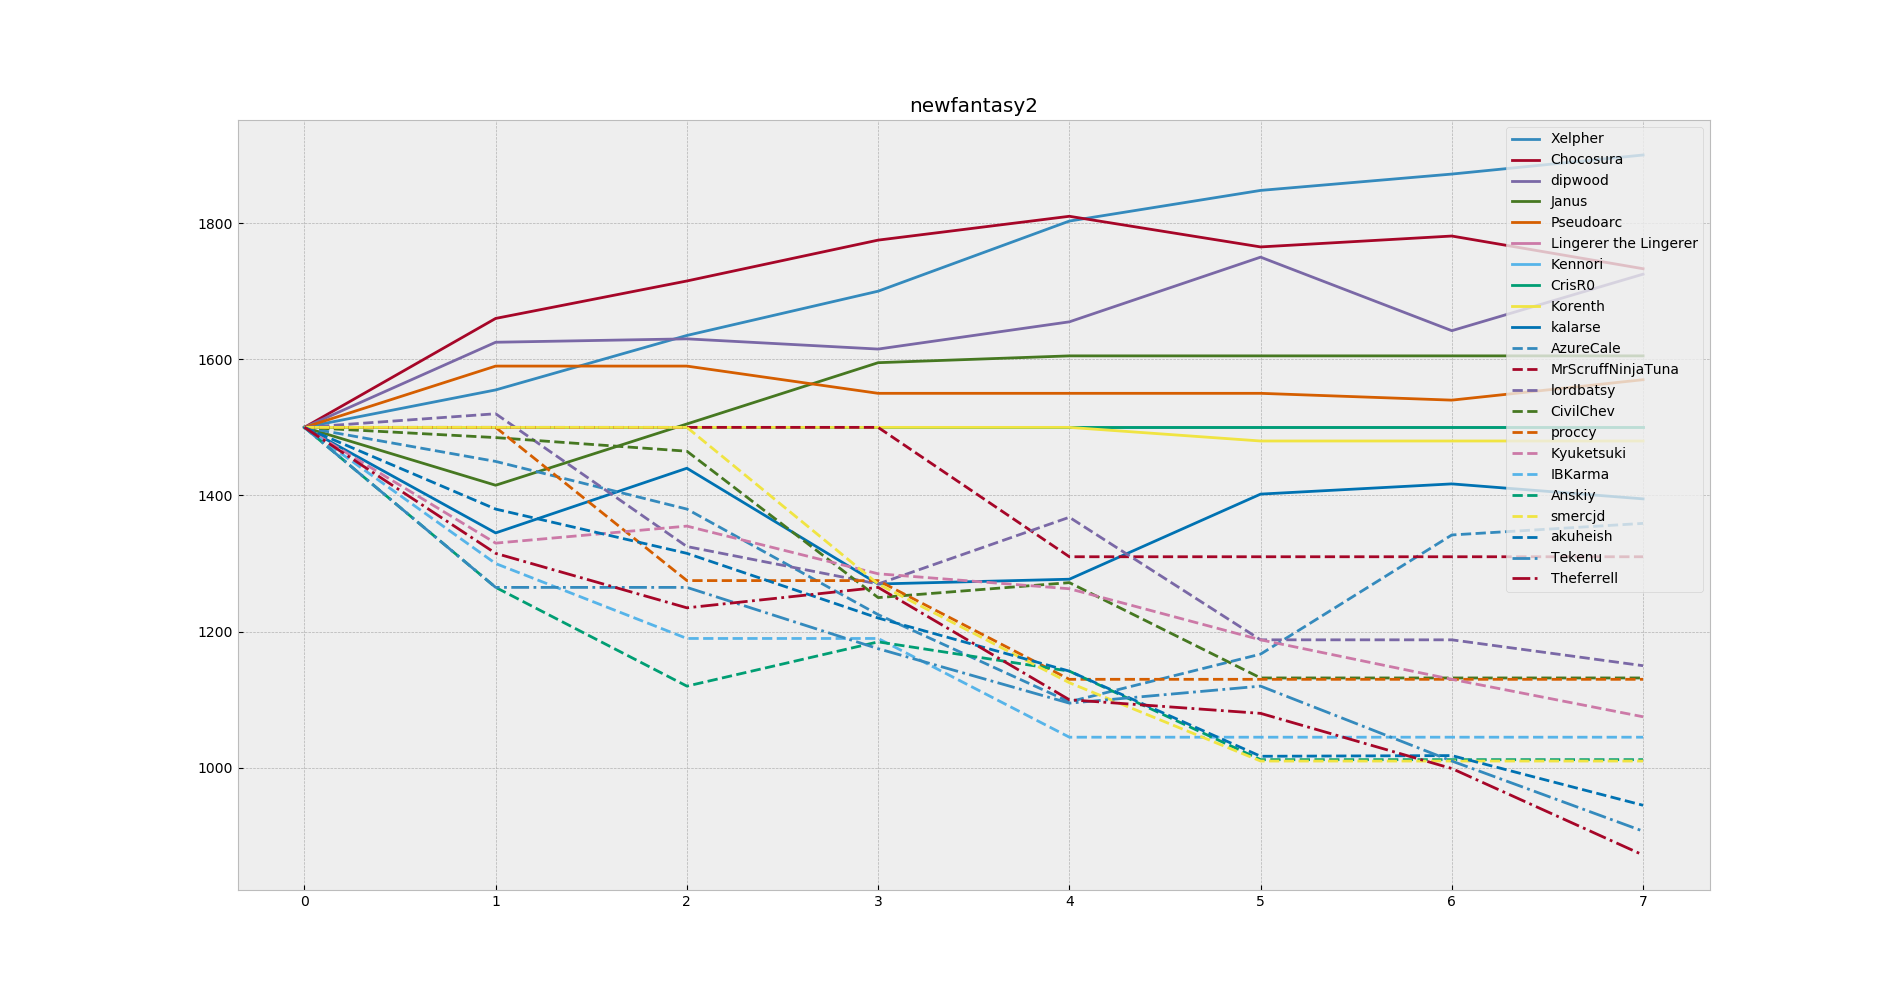 newfantasy2
Xelpher
Chocosura
dipwood
Janus
Pseudoarc
Lingerer the Lingerer
Kennori
CrisR0
Korenth
kalarse
AzureCale
MrScruffNinjaTuna
lordbatsy
CivilChev
proccy
Kyuketsuki
IBKarma
Anskiy
smercjd
akuheish
Tekenu
Theferrell
1800
1600
1400
1200
1000
0 1 2 3 4 5 6 7